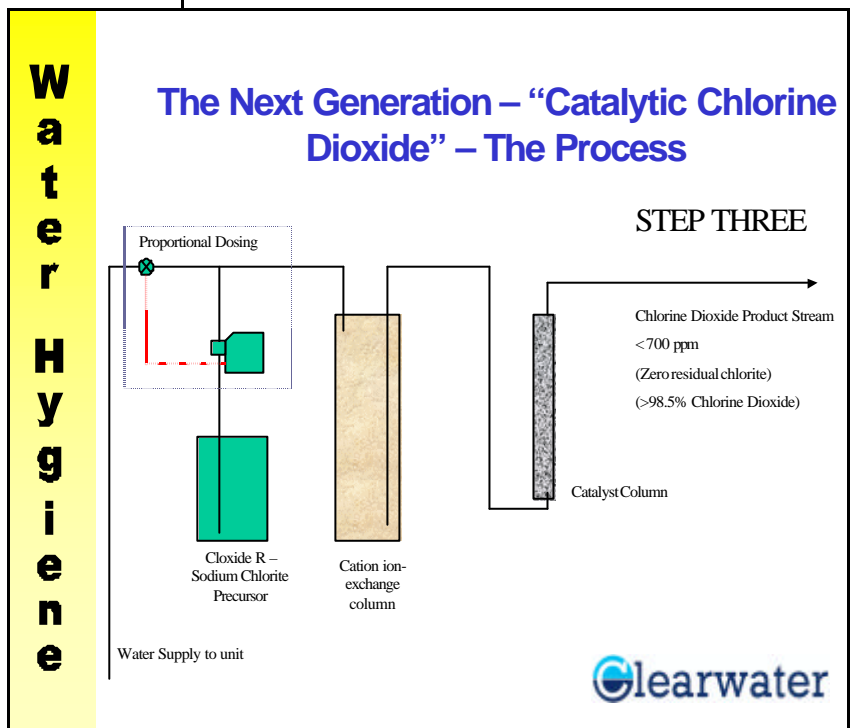 Water Hygiene
The Next Generation – “Catalytic Chlorine
Dioxide” – The Process
STEP THREE
Proportional Dosing
Chlorine Dioxide Product Stream
<700 ppm
(Zero residual chlorite)
(>98.5% Chlorine Dioxide)
Catalyst Column
Cloxide R –
Sodium Chlorite
Precursor
Cation ion-
exchange
column
Water Supply to unit
Clearwater